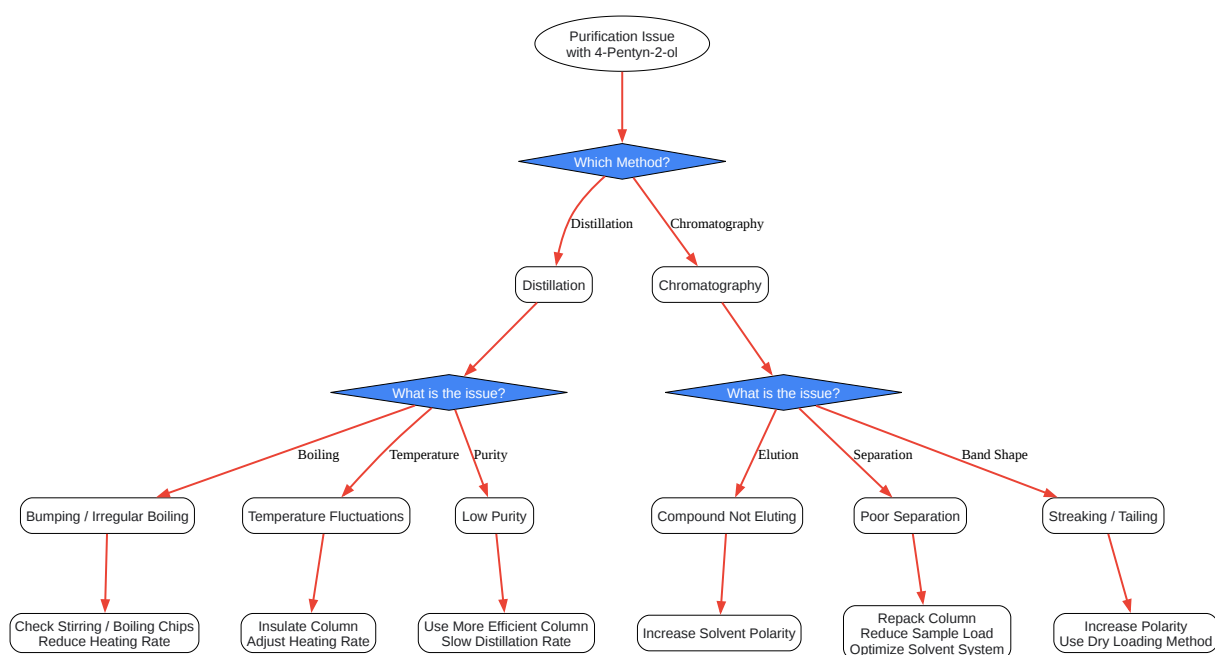 Purification Issue
with 4-Pentyn-2-ol
Which Method?
Distillation
Chromatography
Distillation
Chromatography
What is the issue?
What is the issue?
Boiling
Temperature
Purity
Elution
Separation
Band Shape
Bumping / Irregular Boiling
Temperature Fluctuations
Low Purity
Compound Not Eluting
Poor Separation
Streaking / Tailing
Check Stirring / Boiling Chips
Reduce Heating Rate
Insulate Column
Adjust Heating Rate
Use More Efficient Column
Slow Distillation Rate
Increase Solvent Polarity
Repack Column
Reduce Sample Load
Optimize Solvent System
Increase Polarity
Use Dry Loading Method